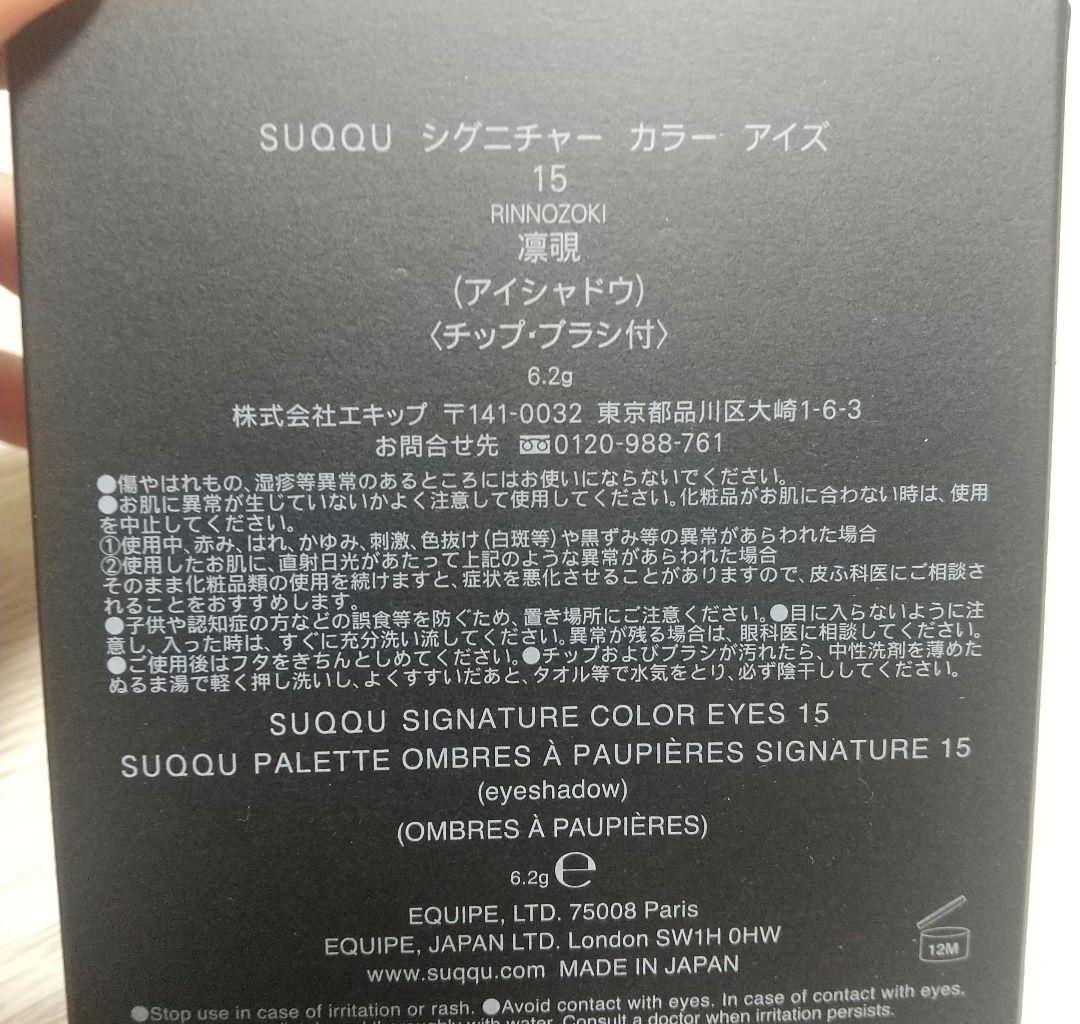 SUQQU シグニチャー カラー アイズ
15
RINNOZOKI
凛覗
(アイシャドウ)
〈チップ・ブラシ付〉
6.2g
株式会社エキップ 〒141-0032 東京都品川区大崎1-6-3
お問合せ先 0120-988-761
●傷やはれもの、湿疹等異常のあるところにはお使いにならないでください。
●お肌に異常が生じていないかよく注意して使用してください。化粧品がお肌に合わない時は、使用
を中止してください。
①使用中、赤み、はれ、かゆみ、刺激、色抜け(白斑等)や黒ずみ等の異常があらわれた場合
②使用したお肌に、直射日光があたって上記のような異常があらわれた場合
そのまま化粧品類の使用を続けますと、症状を悪化させることがありますので、皮ふ科医にご相談さ
れることをおすすめします。
●子供や認知症の方などの誤食等を防ぐため、置き場所にご注意ください。●目に入らないように注
意し、入った時は、すぐに充分洗い流してください。異常が残る場合は、眼科医に相談してください。
●ご使用後はフタをきちんとしめてください。●チップおよびブラシが汚れたら、中性洗剤を薄めた
ぬるま湯で軽く押し洗いし、よくすすいだあと、タオル等で水気をとり、必ず陰干ししてください。
SUQQU SIGNATURE COLOR EYES 15
SUQQU PALETTE OMBRES À PAUPIÈRES SIGNATURE 15
(eyeshadow)
(OMBRES À PAUPIÈRES)
6.2g e
EQUIPE, LTD. 75008 Paris
EQUIPE, JAPAN LTD. London SW1H 0HW
12M
www.suqqu.com MADE IN JAPAN
●Stop use in case of irritation or rash. ●Avoid contact with eyes. In case of contact with eyes,
with water. Consult a doctor when irritation persists.